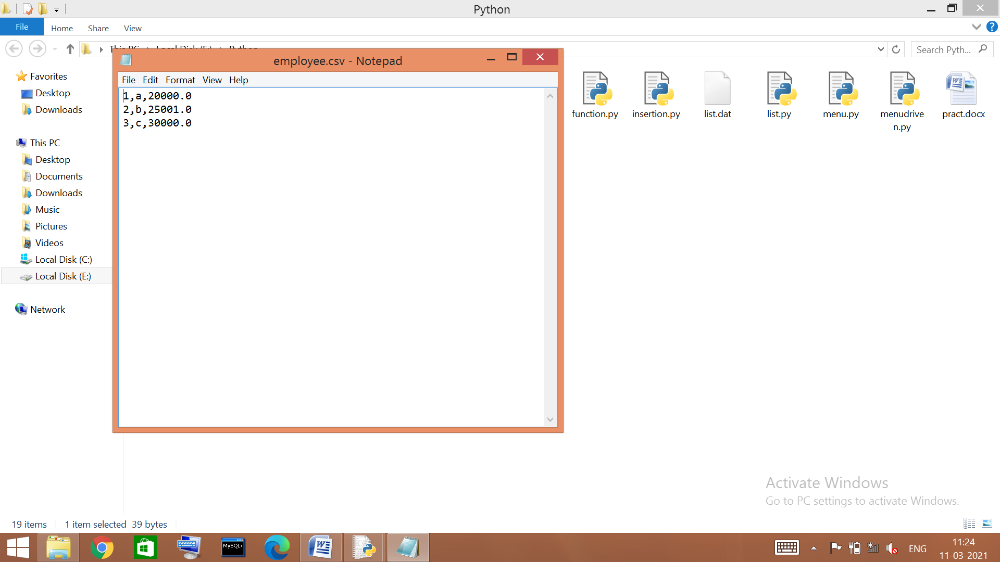 Python
File
Home
Share
View
This PC
Local Disk (E:)
Python
Search Pyth...
employee.csv - Notepad
File Edit Format View Help
1,a,20000.0
2,b,25001.0
3,c,30000.0
Favorites
Desktop
Downloads
This PC
Desktop
Documents
Downloads
Music
Pictures
Videos
Local Disk (C:)
Local Disk (E:)
Network
function.py
insertion.py
list.dat
list.py
menu.py
menudrive
n.py
pract.docx
Activate Windows
Go to PC settings to activate Windows.
19 items
1 item selected 39 bytes
MySQL>
ENG
11:24
11-03-2021